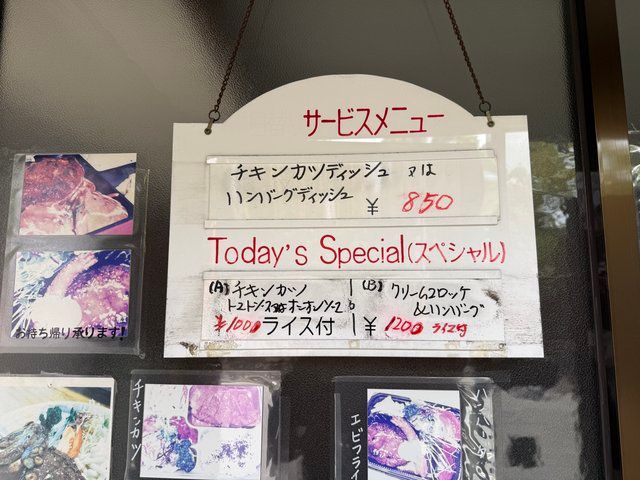 サービスメニュー
チキンカツディッシュ 又は
ハンバーグディッシュ ¥ 850
Today's Special(スペシャル)
(A) チキンカツ
¥1000 ライス付
(B) クリームコロッケ
&ハンバーグ
¥1200 ライス付
お持ち帰り承ります!
チキンカツ
エビフライ